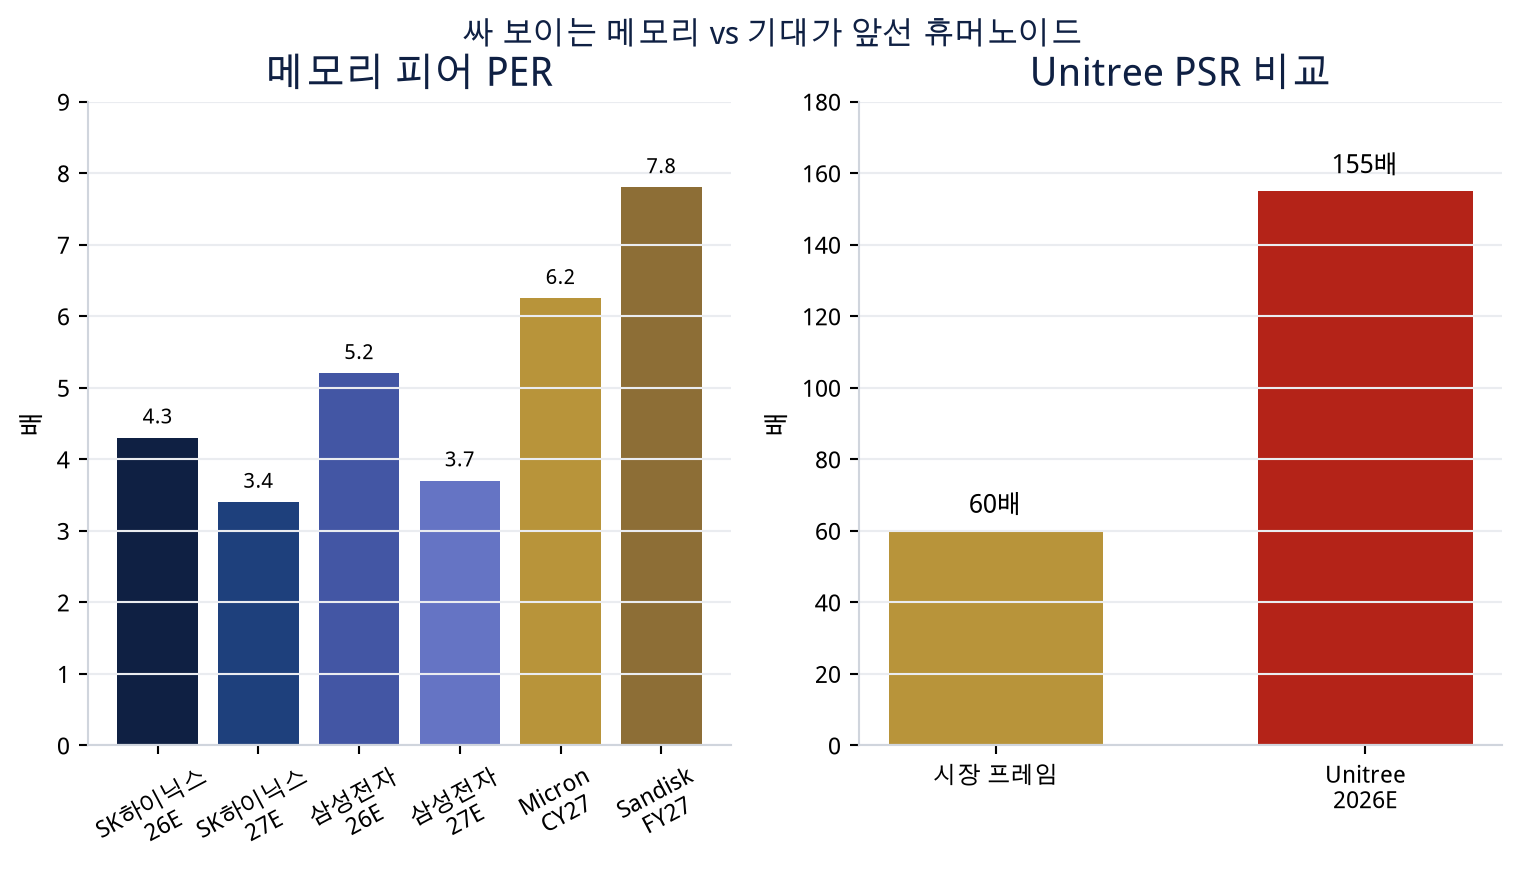 싸 보이는 메모리 vs 기대가 앞선 휴머노이드
메모리 피어 PER
배
9
8
7
6
5
4
3
2
1
0
4.3
3.4
5.2
3.7
6.2
7.8
SK하이닉스
26E
SK하이닉스
27E
삼성전자
26E
삼성전자
27E
Micron
CY27
Sandisk
FY27
Unitree PSR 비교
배
180
160
140
120
100
80
60
40
20
0
60배
155배
시장 프레임
Unitree
2026E